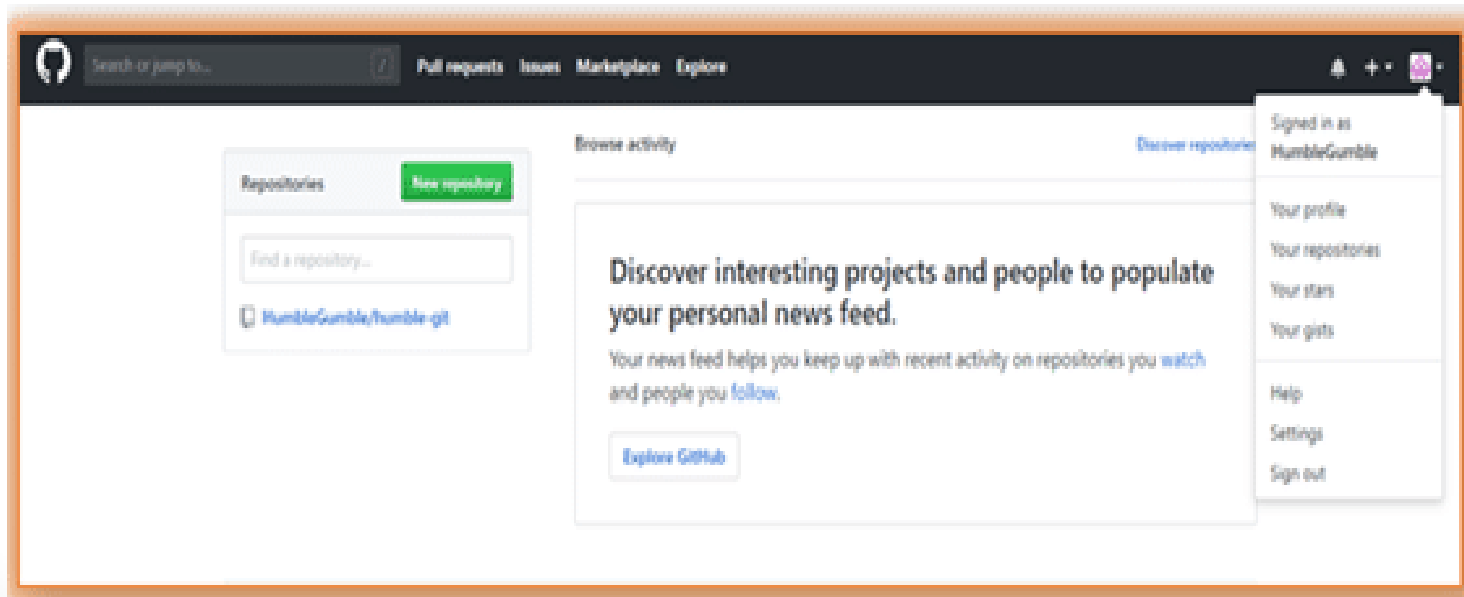 Search or jump to...
/
Pull requests Issues Marketplace Explore
Repositories
New repository
Find a repository...
HumbleGumble/humble-git
Browse activity
Discover repositories
Discover interesting projects and people to populate
your personal news feed.
Your news feed helps you keep up with recent activity on repositories you watch
and people you follow.
Explore GitHub
Signed in as
HumbleGumble
Your profile
Your repositories
Your stars
Your gists
Help
Settings
Sign out